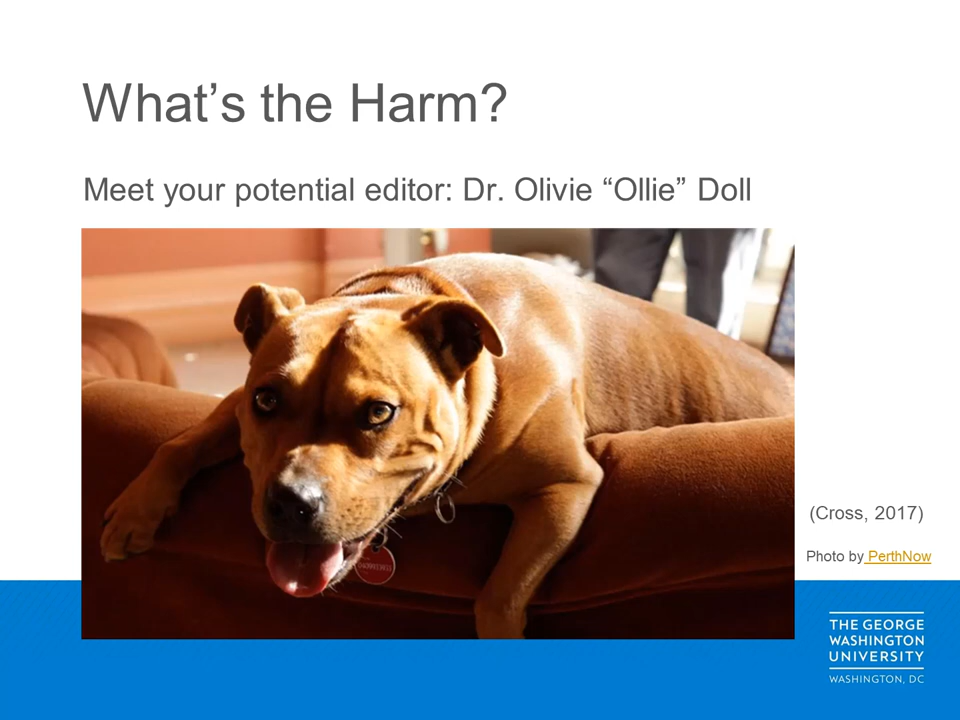 What’s the Harm?
Meet your potential editor: Dr. Olivie “Ollie” Doll
(Cross, 2017)
Photo by PerthNow
THE GEORGE
WASHINGTON
UNIVERSITY
WASHINGTON, DC